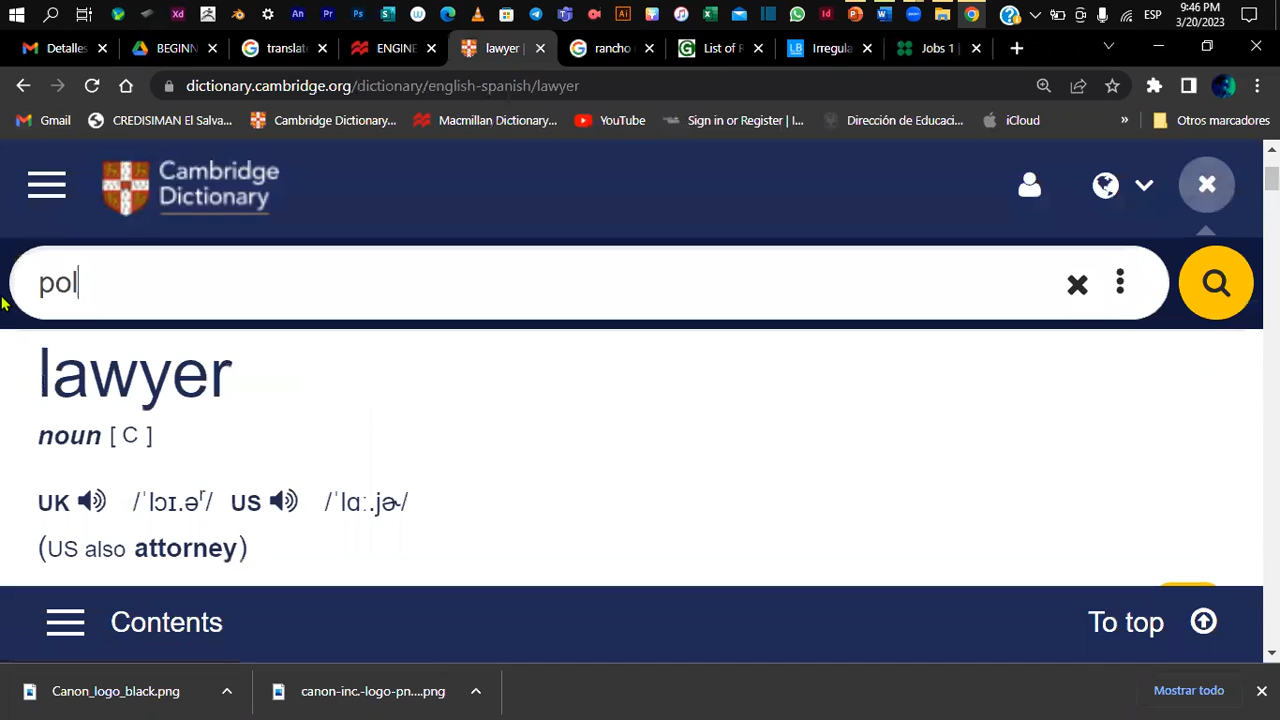 9:46 PM
ESP
3/20/2023
Detalles
BEGINN
translate
ENGINE
lawyer |
rancho
List of R
Irregula
Jobs 1 |
dictionary.cambridge.org/dictionary/english-spanish/lawyer
Gmail
CREDISIMAN El Salva...
Cambridge Dictionary...
Macmillan Dictionary...
YouTube
Sign in or Register | I...
Dirección de Educaci...
iCloud
»
Otros marcadores
Cambridge
Dictionary
pol
lawyer
noun [ C ]
UK /ˈlɔɪ.əʳ/ US /ˈlɑː.jɚ/
(US also attorney)
Contents
To top
Canon_logo_black.png
canon-inc.-logo-pn....png
Mostrar todo